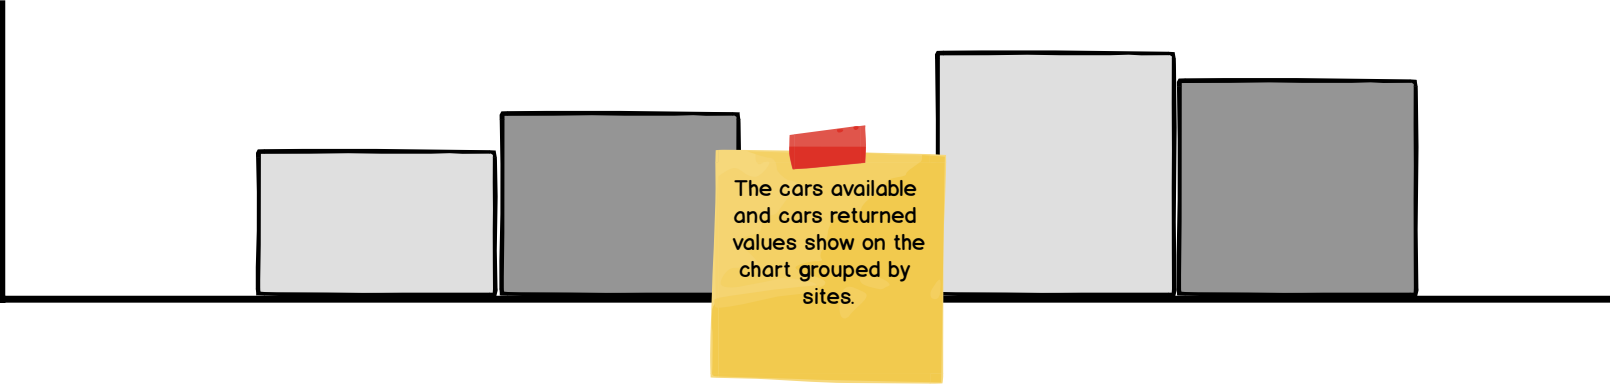 The cars available
and cars returned
values show on the
chart grouped by
sites.